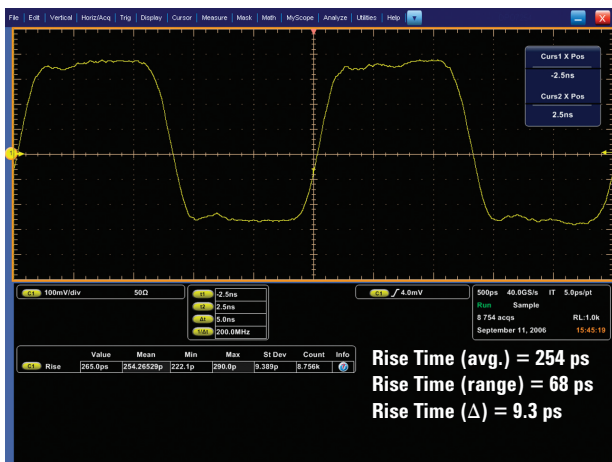 File | Edit | Vertical | Horiz/Acq | Trig | Display | Cursor | Measure | Mask | Math | MyScope | Analyze | Utilities | Help
X
Curs1 X Pos
-2.5ns
Curs2 X Pos
2.5ns
1
C1 100mV/div 50Ω
t1 -2.5ns
t2 2.5ns
Δt 5.0ns
1/Δt 200.0MHz
C1 4.0mV
500ps 40.0GS/s IT 5.0ps/pt
Run Sample
8 754 acqs RL:1.0k
September 11, 2006 15:45:19
Value Mean Min Max St Dev Count Info
C1 Rise 265.0ps 254.26529p 222.1p 290.0p 9.389p 8.756k
Rise Time (avg.) = 254 ps
Rise Time (range) = 68 ps
Rise Time (Δ) = 9.3 ps